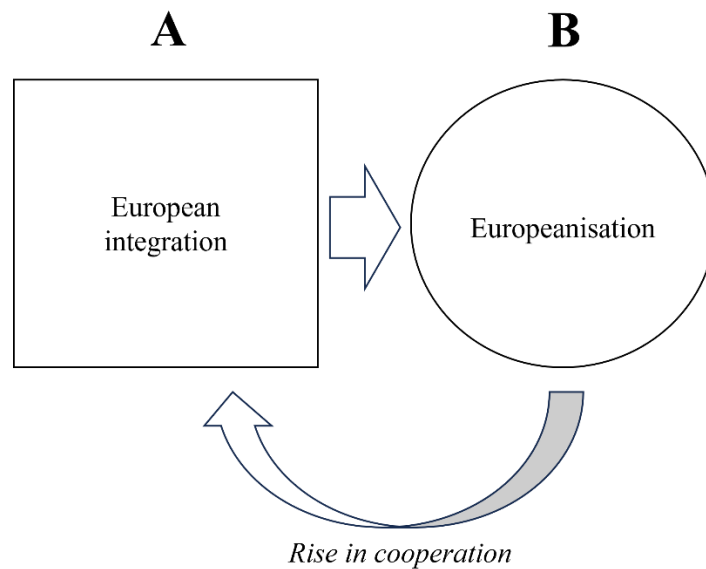 A
B
European
integration
Europeanisation
Rise in cooperation